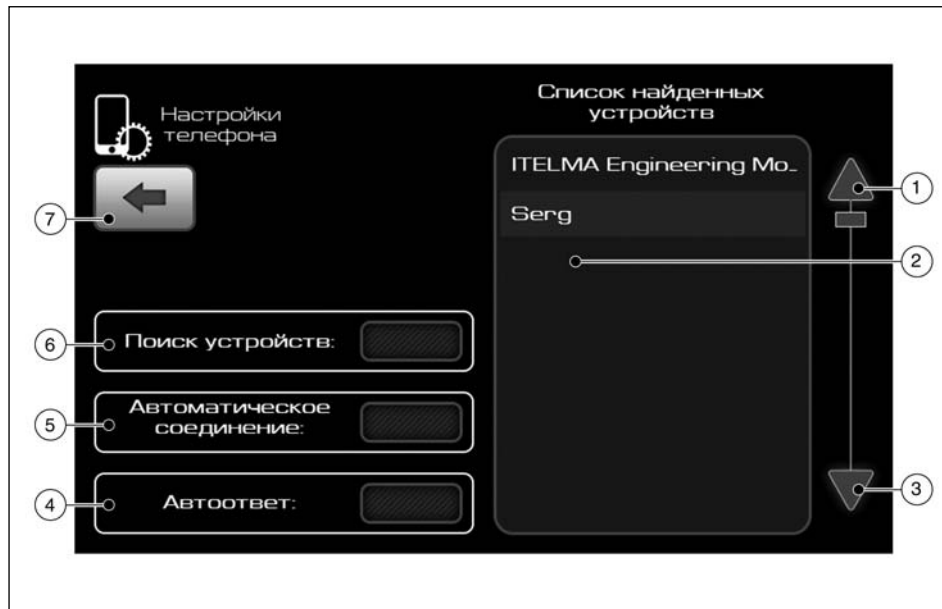 Настройки
телефона
Список найденных
устройств
ITELMA Engineering Mo..
Serg
Поиск устройств:
Автоматическое
соединение:
Автоответ:
1
2
3
4
5
6
7